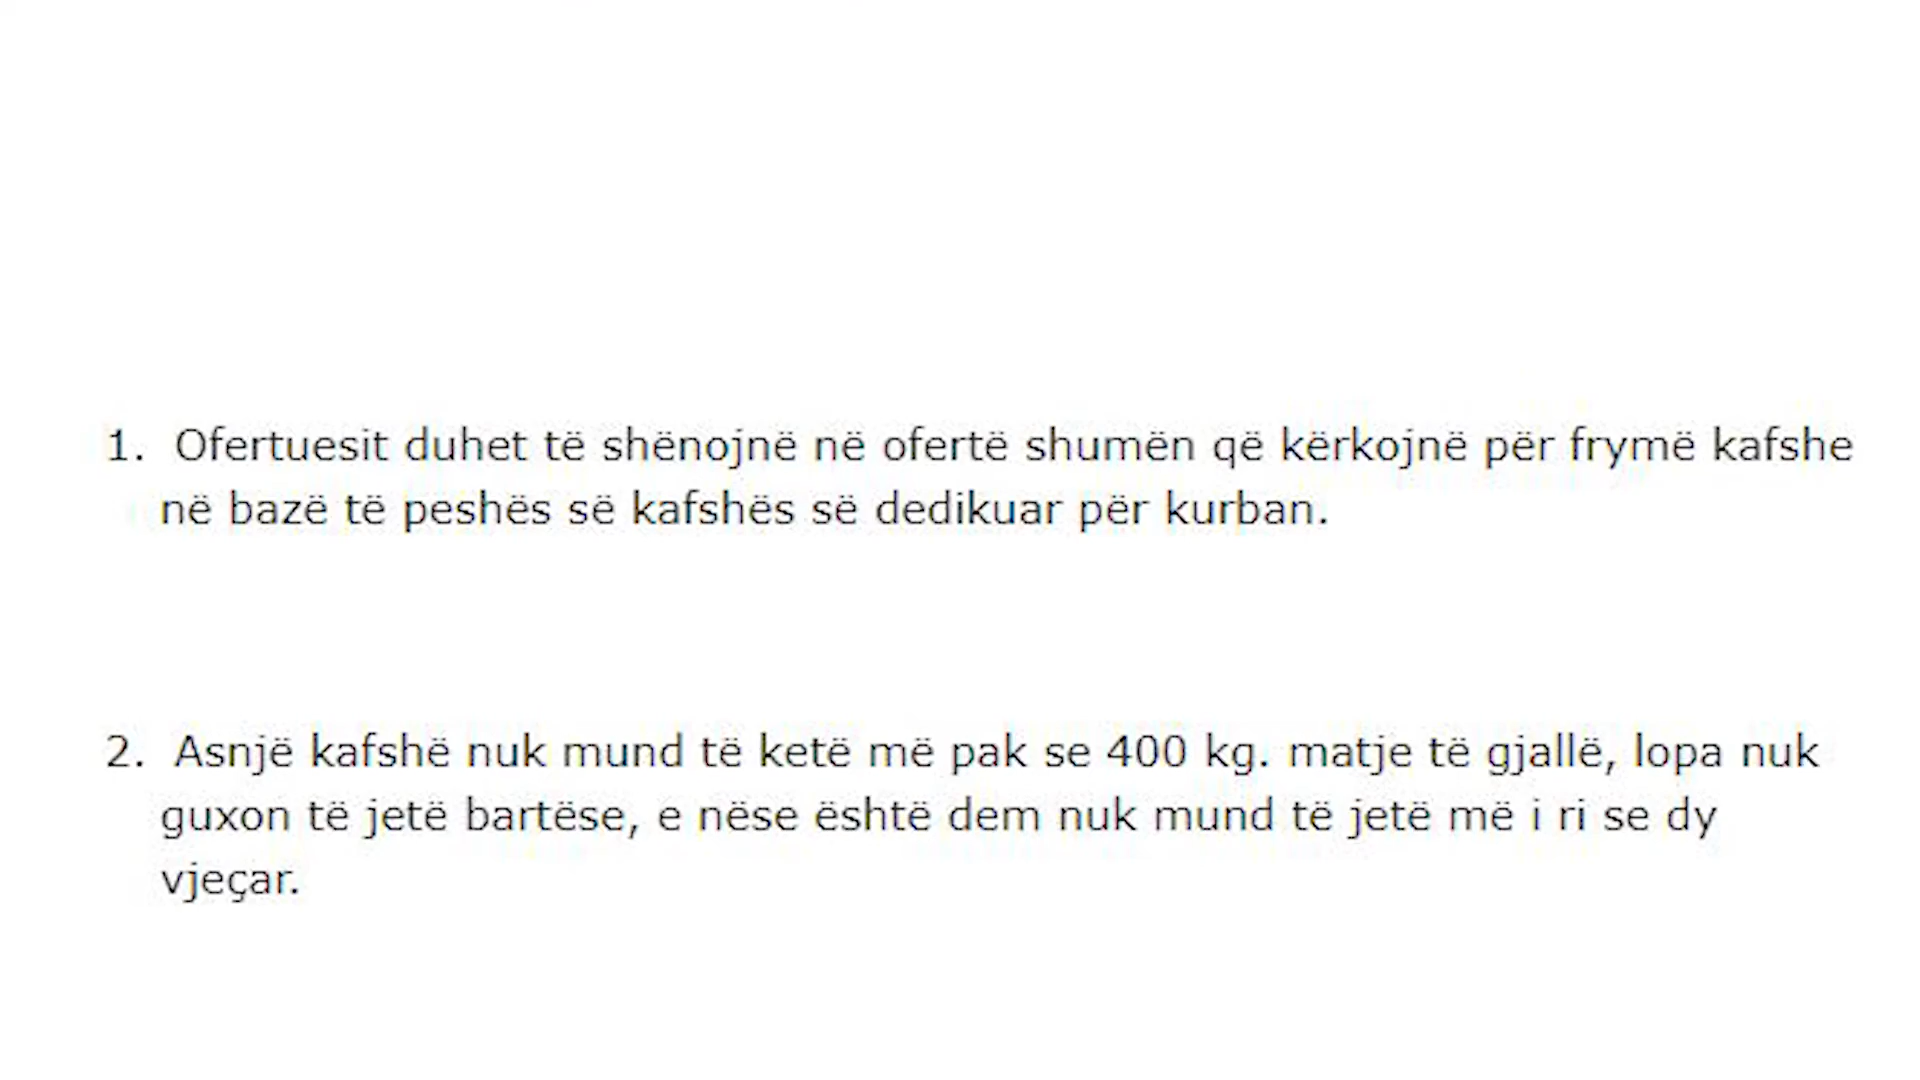 1. Ofertuesit duhet të shënojnë në ofertë shumën që kërkojnë për frymë kafshe
në bazë të peshës së kafshës së dedikuar për kurban.
2. Asnjë kafshë nuk mund të ketë më pak se 400 kg. matje të gjallë, lopa nuk
guxon të jetë bartëse, e nëse është dem nuk mund të jetë më i ri se dy
vjeçar.